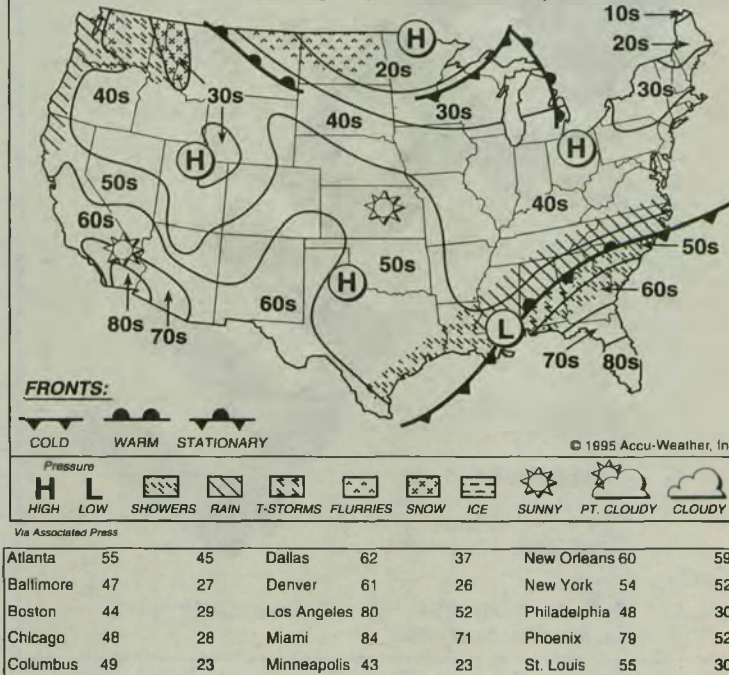 10s
20s
H
20s
30s
30s
40s
30s
40s
H
H
50s
40s
60s
50s
50s
H
60s
60s
80s
70s
L
70s
80s
FRONTS:
COLD WARM STATIONARY
© 1995 Accu-Weather, In
Pressure
H L
HIGH LOW SHOWERS RAIN T-STORMS FLURRIES SNOW ICE SUNNY PT. CLOUDY CLOUDY
Via Associated Press
Atlanta 55 45 Dallas 62 37 New Orleans 60 59
Baltimore 47 27 Denver 61 26 New York 54 52
Boston 44 29 Los Angeles 80 52 Philadelphia 48 30
Chicago 48 28 Miami 84 71 Phoenix 79 52
Columbus 49 23 Minneapolis 43 23 St. Louis 55 30